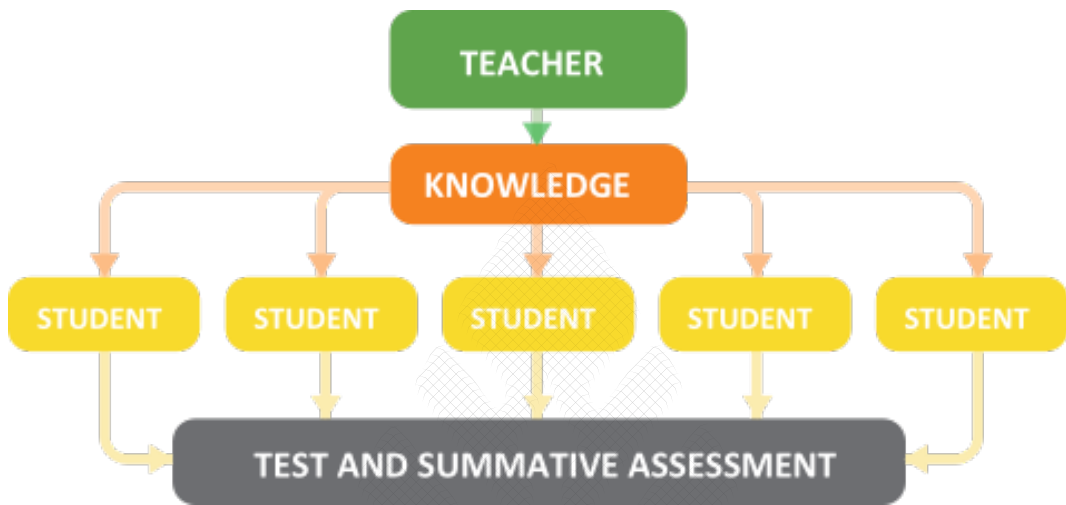 TEACHER
KNOWLEDGE
STUDENT
STUDENT
STUDENT
STUDENT
STUDENT
TEST AND SUMMATIVE ASSESSMENT